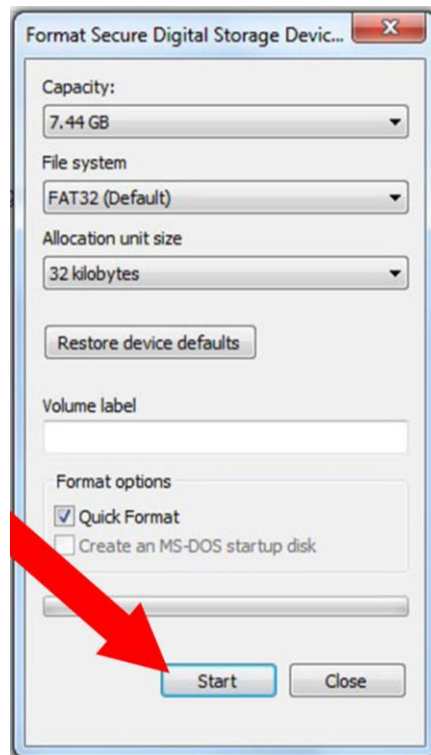 Format Secure Digital Storage Devic...
Capacity:
7.44 GB
File system
FAT32 (Default)
Allocation unit size
32 kilobytes
Restore device defaults
Volume label
Format options
Quick Format
Create an MS-DOS startup disk
Start Close